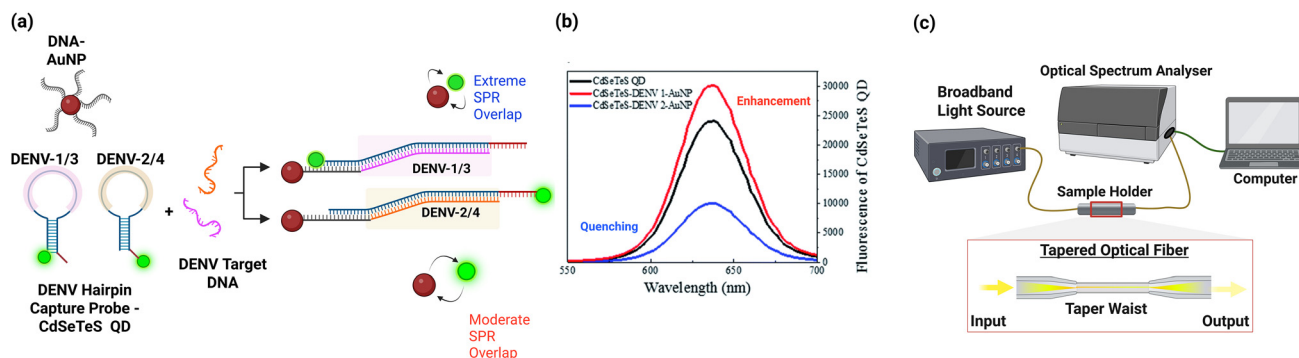 (a)
DNA-
AuNP
DENV-1/3
DENV-2/4
+
DENV Target
DNA
DENV Hairpin
Capture Probe -
CdSeTeS QD
Extreme
SPR
Overlap
DENV-1/3
DENV-2/4
Moderate
SPR
Overlap
(b)
CdSeTeS QD
CdSeTeS-DENV 1-AuNP
CdSeTeS-DENV 2-AuNP
Enhancement
Quenching
30000
25000
20000
15000
10000
5000
0
550
600
650
700
Wavelength (nm)
Fluorescence of CdSeTeS QD
(c)
Broadband
Light Source
Optical Spectrum Analyser
Computer
Sample Holder
Tapered Optical Fiber
Taper Waist
Input
Output